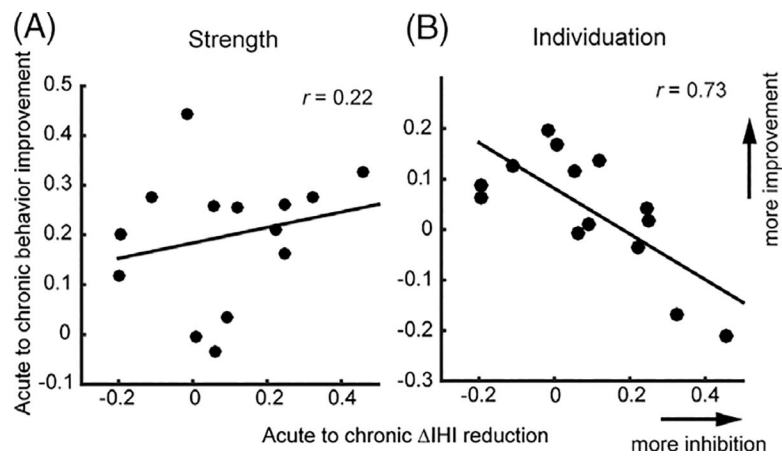 (A)
Strength
(B)
Individuation
Acute to chronic behavior improvement
0.5
0.4
0.3
0.2
0.1
0
-0.1
r = 0.22
-0.2
0
0.2
0.4
0.2
0.1
0
-0.1
-0.2
-0.3
r = 0.73
more improvement
-0.2
0
0.2
0.4
Acute to chronic ΔIHI reduction
more inhibition